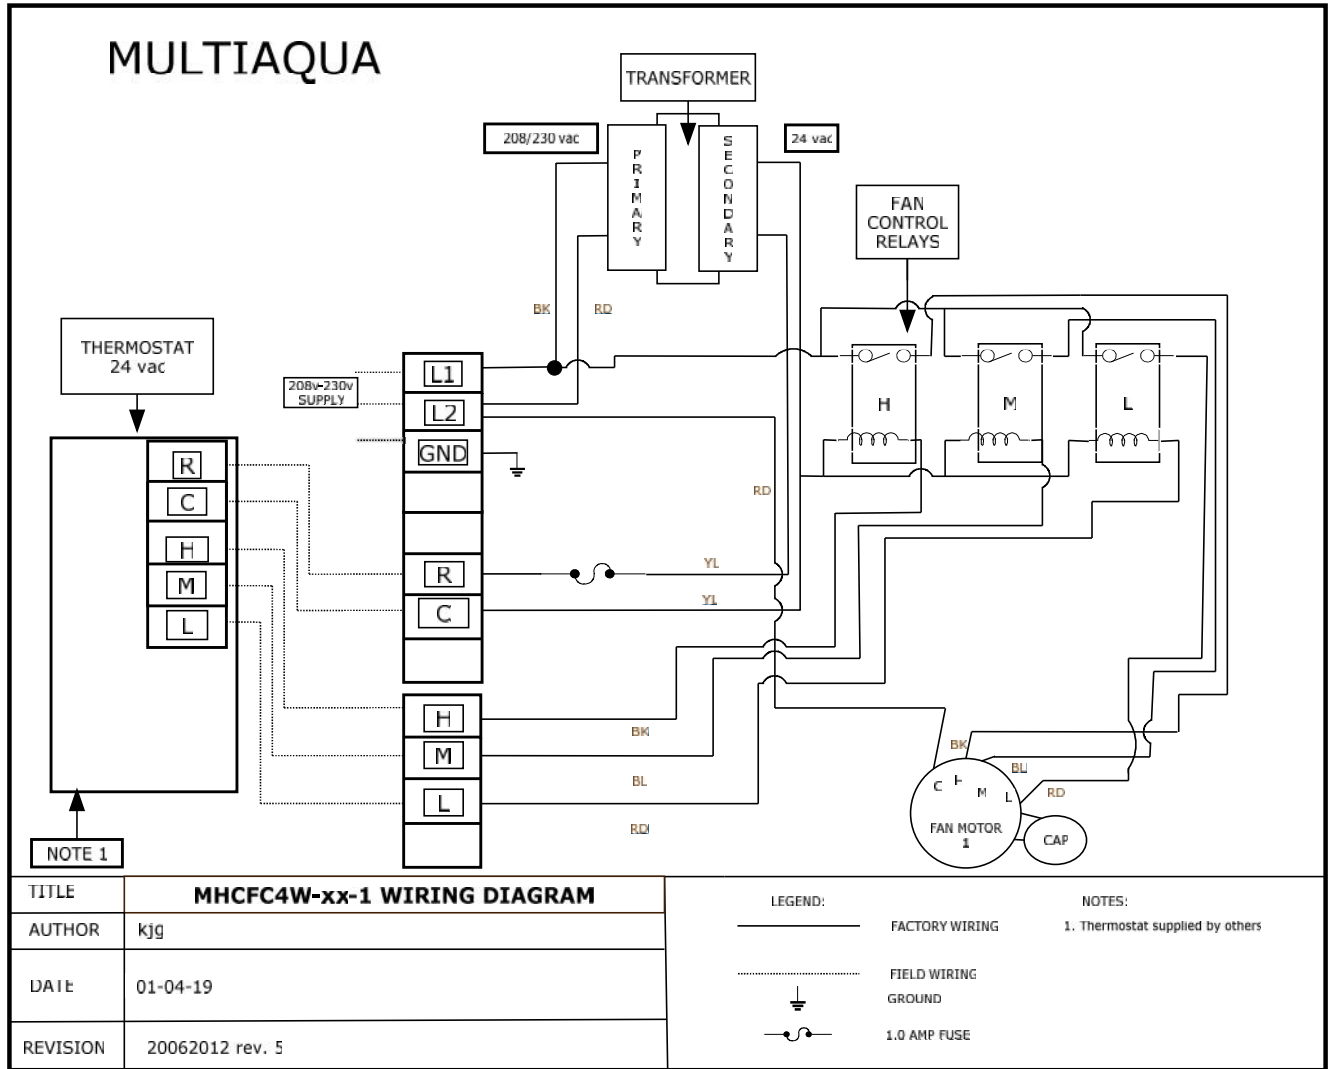 MULTIAQUA
TRANSFORMER
208/230 vac
24 vac
PRIMARY
SECONDARY
FAN
CONTROL
RELAYS
BK
RD
THERMOSTAT
24 vac
208v-230v
SUPPLY
L1
L2
GND
R
C
H
M
L
R
C
H
M
L
H
M
L
RD
YL
YL
BK
BL
RD
BK
BL
RD
C
H
M
L
FAN MOTOR
1
CAP
NOTE 1
TITLE
MHCFC4W-xx-1 WIRING DIAGRAM
AUTHOR
kjg
DATE
01-04-19
REVISION
20062012 rev. 5
LEGEND:
FACTORY WIRING
FIELD WIRING
GROUND
1.0 AMP FUSE
NOTES:
1. Thermostat supplied by others